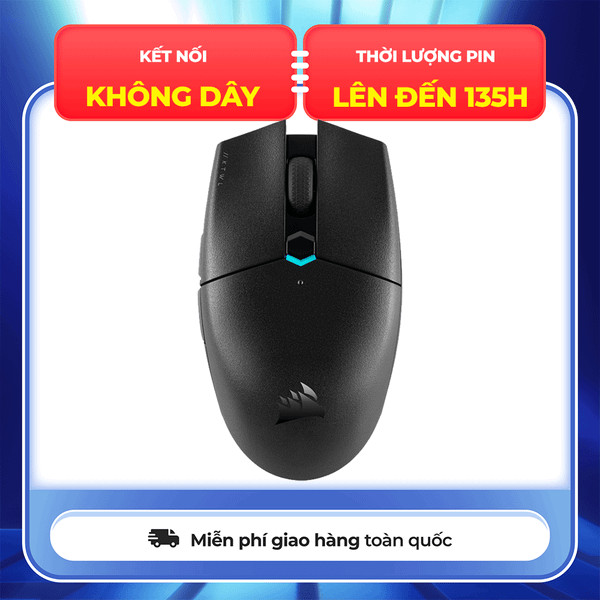 KẾT NỐI
KHÔNG DÂY
THỜI LƯỢNG PIN
LÊN ĐẾN 135H
Miễn phí giao hàng toàn quốc